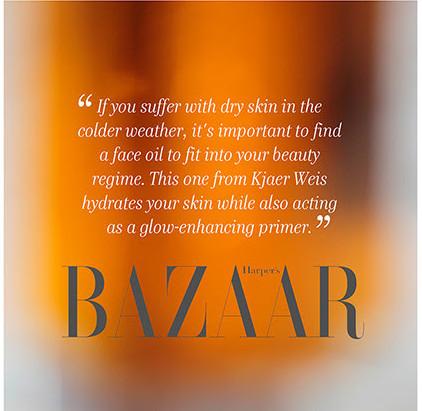 “ If you suffer with dry skin in the
colder weather, it's important to find
a face oil to fit into your beauty
regime. This one from Kjaer Weis
hydrates your skin while also acting
as a glow-enhancing primer. ”
Harper's
BAZAAR